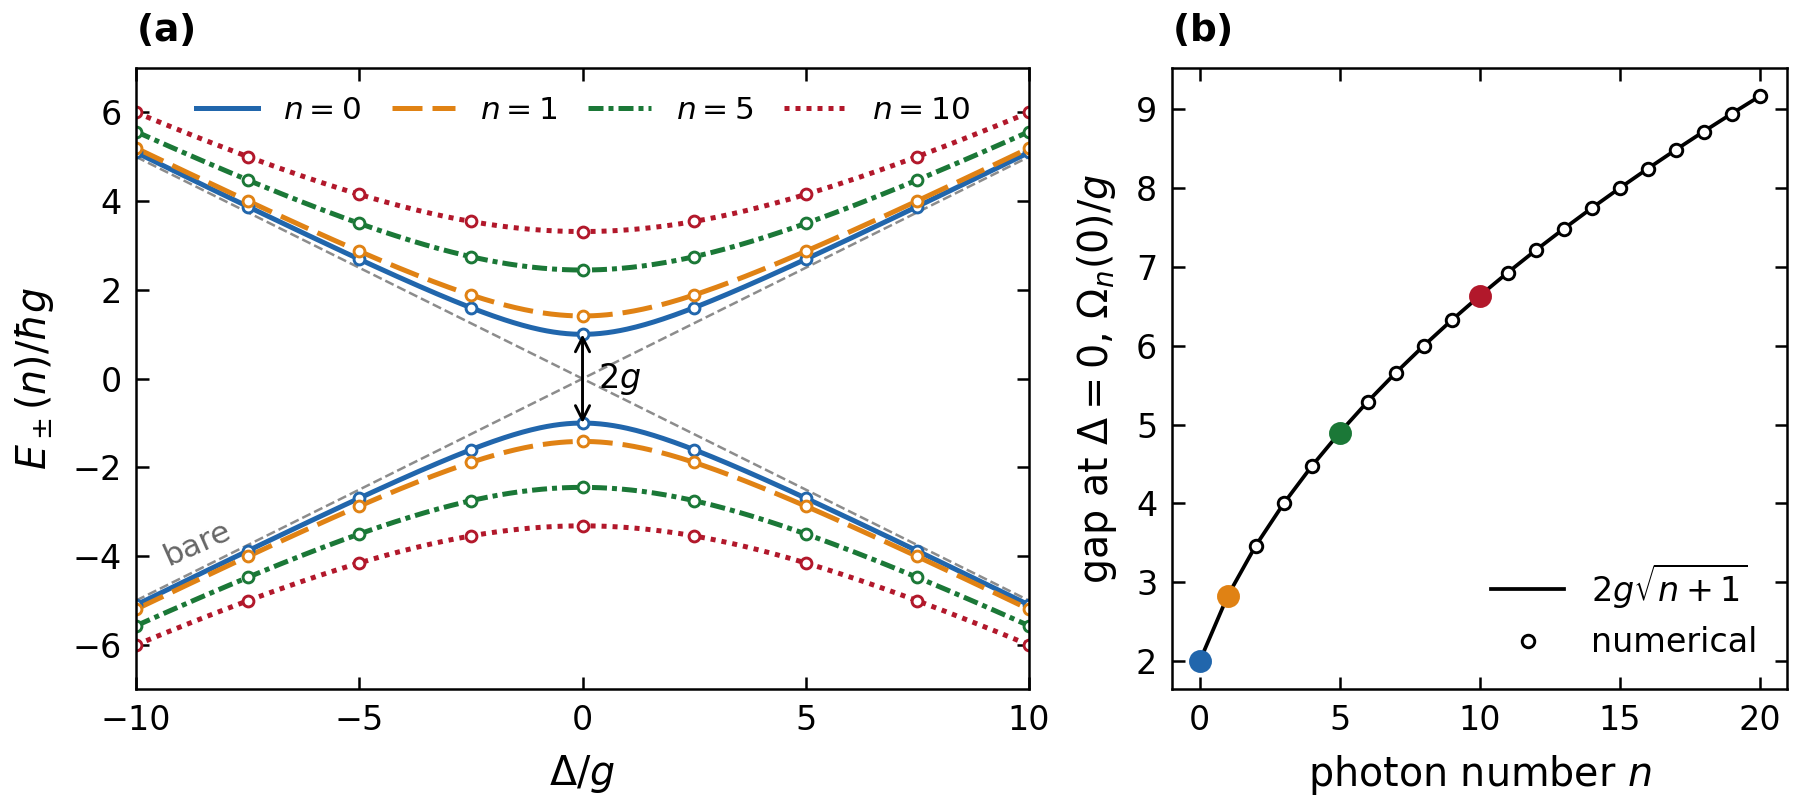 (a)
n = 0 n = 1 n = 5 n = 10
6
4
2
0
−2
−4
−6
E±(n)/ħg
2g
bare
−10 −5 0 5 10
Δ/g
(b)
9
8
7
6
5
4
3
2
gap at Δ = 0, Ωn(0)/g
2g√n + 1
numerical
0 5 10 15 20
photon number n